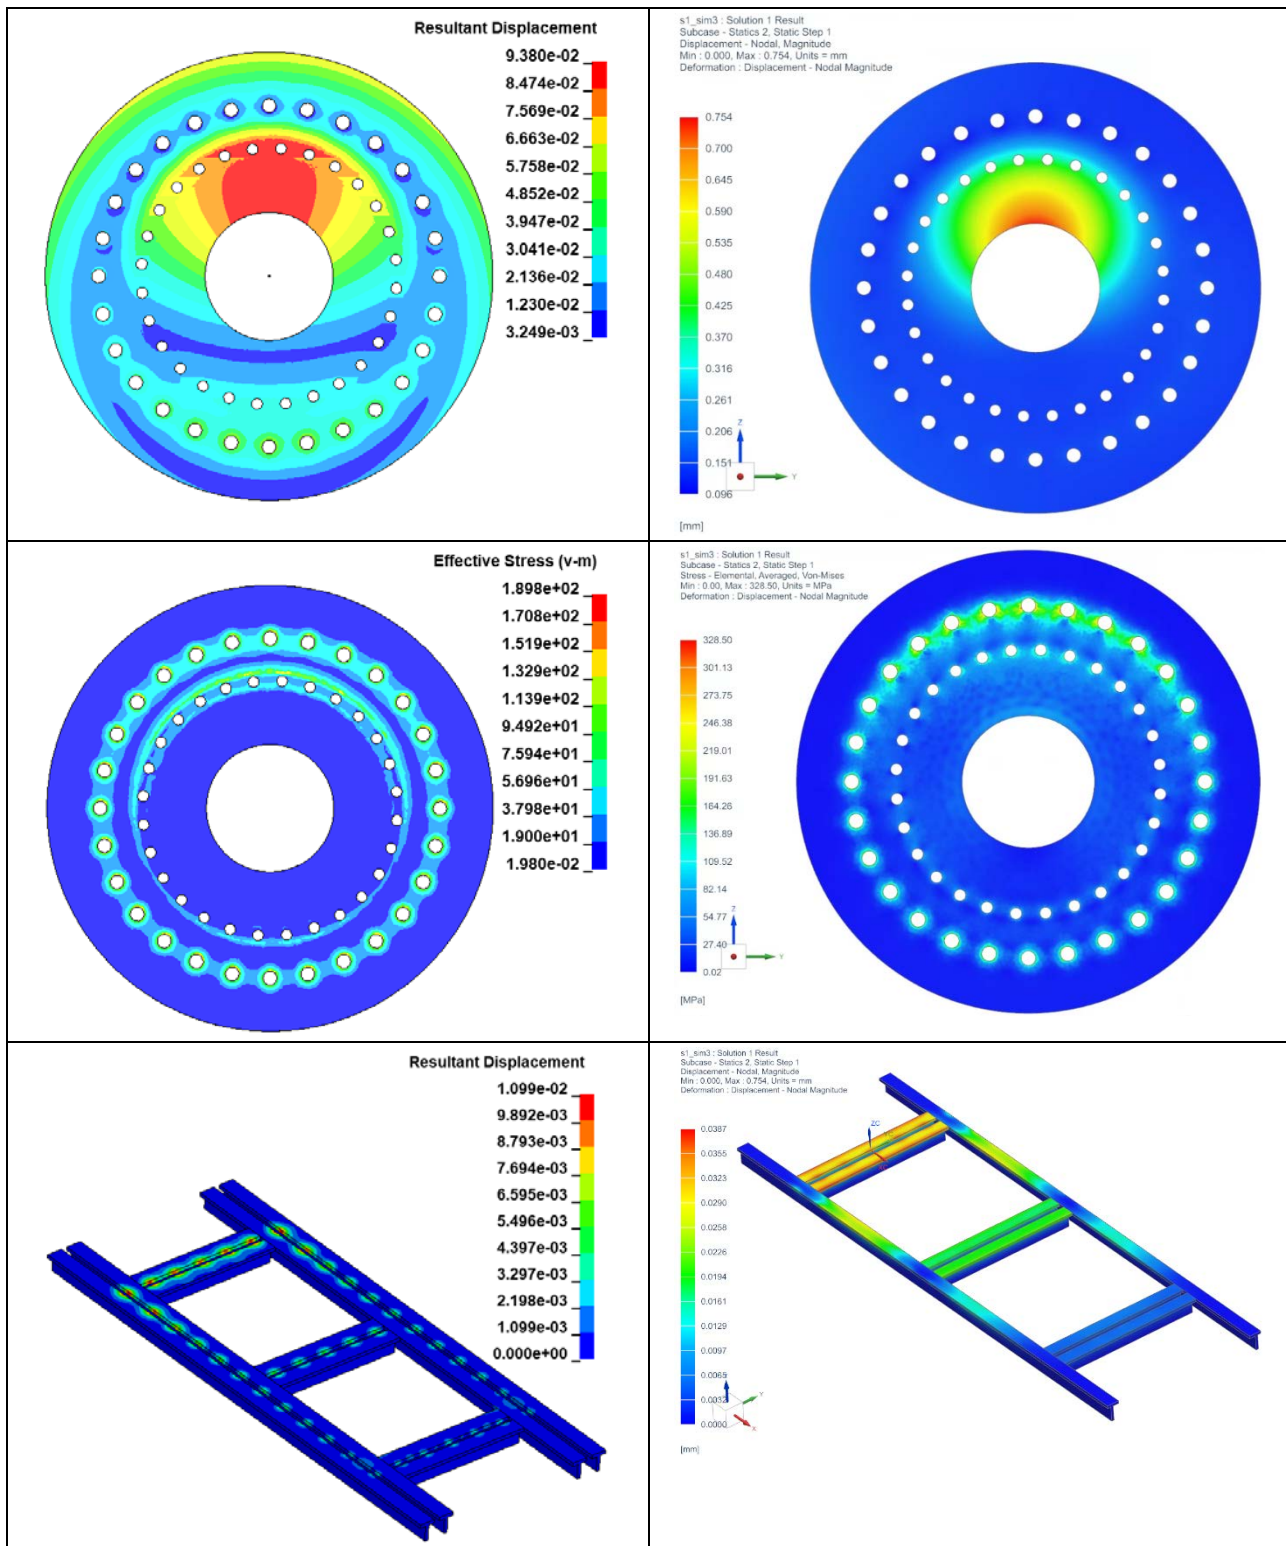 Resultant Displacement
9.380e-02
8.474e-02
7.569e-02
6.663e-02
5.758e-02
4.852e-02
3.947e-02
3.041e-02
2.136e-02
1.230e-02
3.249e-03
s1_sim3 : Solution 1 Result
Subcase - Statics 2, Static Step 1
Displacement - Nodal, Magnitude
Min : 0.000, Max : 0.754, Units = mm
Deformation : Displacement - Nodal Magnitude
0.754
0.700
0.645
0.590
0.535
0.480
0.425
0.370
0.316
0.261
0.206
0.151
0.096
Z
Y
[mm]
Effective Stress (v-m)
1.898e+02
1.708e+02
1.519e+02
1.329e+02
1.139e+02
9.492e+01
7.594e+01
5.696e+01
3.798e+01
1.900e+01
1.980e-02
s1_sim3 : Solution 1 Result
Subcase - Statics 2, Static Step 1
Stress - Elemental, Averaged, Von-Mises
Min : 0.00, Max : 328.50, Units = MPa
Deformation : Displacement - Nodal Magnitude
328.50
301.13
273.75
246.38
219.01
191.63
164.26
136.89
109.52
82.14
54.77
27.40
0.02
Z
Y
[MPa]
Resultant Displacement
1.099e-02
9.892e-03
8.793e-03
7.694e-03
6.595e-03
5.496e-03
4.397e-03
3.297e-03
2.198e-03
1.099e-03
0.000e+00
s1_sim3 : Solution 1 Result
Subcase - Statics 2, Static Step 1
Displacement - Nodal, Magnitude
Min : 0.000, Max : 0.754, Units = mm
Deformation : Displacement - Nodal Magnitude
ZC
0.0387
0.0355
0.0323
0.0290
0.0258
0.0226
0.0194
0.0161
0.0129
0.0097
0.0065
0.0032
0.0000
Y
X
[mm]